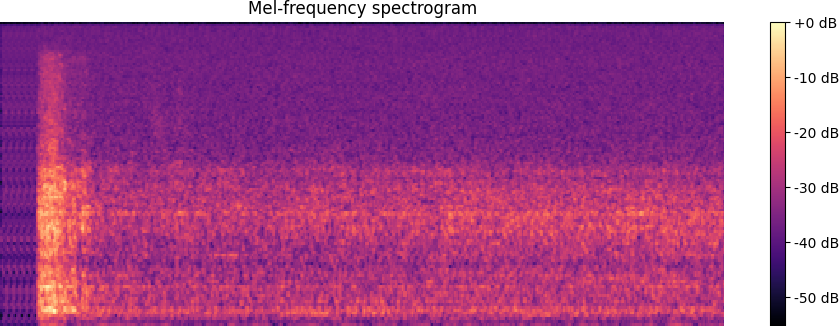 Mel-frequency spectrogram
+0 dB
-10 dB
-20 dB
-30 dB
-40 dB
-50 dB